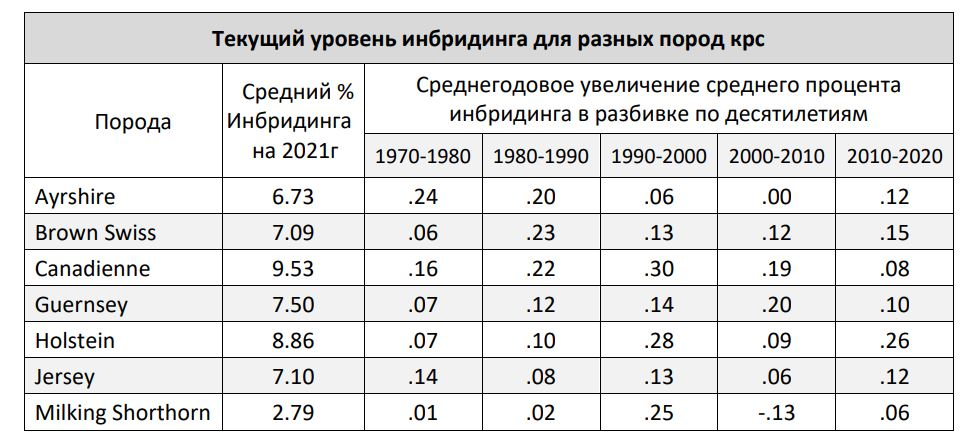 Текущий уровень инбридинга для разных пород крс
Порода
Средний %
Инбридинга
на 2021г
Среднегодовое увеличение среднего процента
инбридинга в разбивке по десятилетиям
1970-1980 1980-1990 1990-2000 2000-2010 2010-2020
Ayrshire 6.73 .24 .20 .06 .00 .12
Brown Swiss 7.09 .06 .23 .13 .12 .15
Canadienne 9.53 .16 .22 .30 .19 .08
Guernsey 7.50 .07 .12 .14 .20 .10
Holstein 8.86 .07 .10 .28 .09 .26
Jersey 7.10 .14 .08 .13 .06 .12
Milking Shorthorn 2.79 .01 .02 .25 -.13 .06